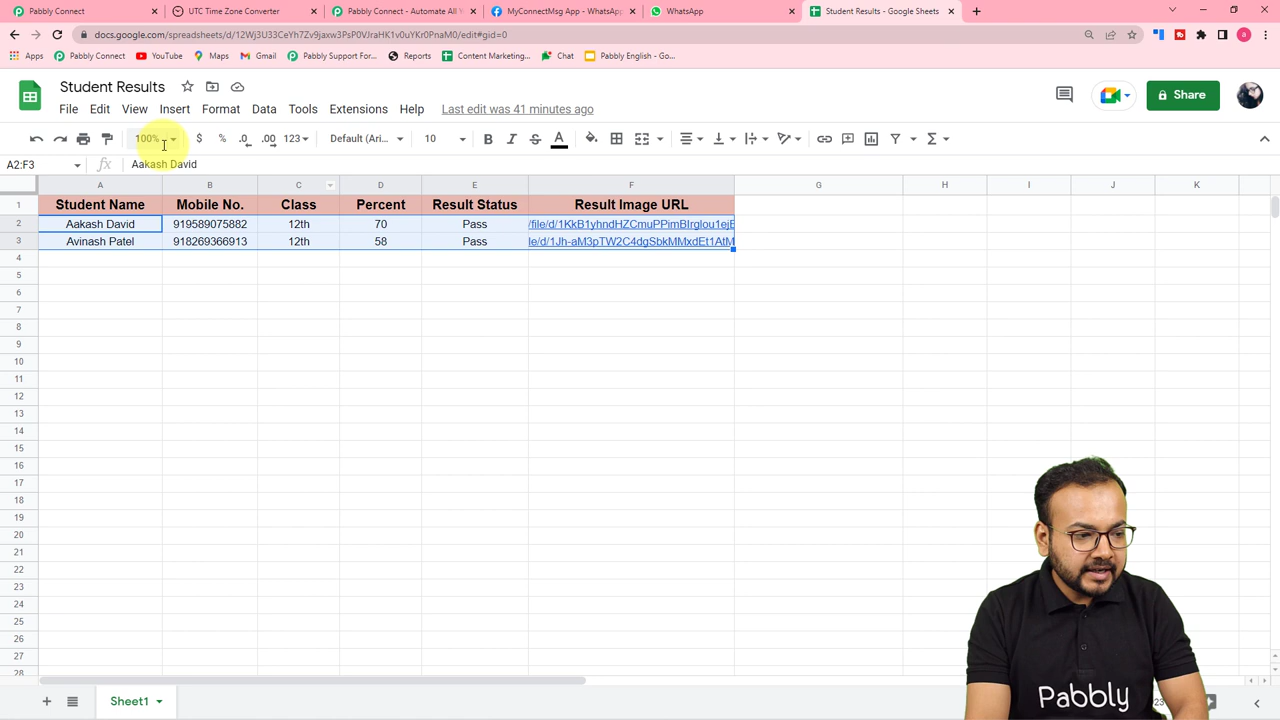 Pabbly Connect
UTC Time Zone Converter
Pabbly Connect - Automate All Y
MyConnectMsg App - WhatsApp
WhatsApp
Student Results - Google Sheets
docs.google.com/spreadsheets/d/12Wj3U33CeYh7Zv9jaxw3PsP0VJraHK1v0uYKr0PnaM0/edit#gid=0
Apps
Pabbly Connect
YouTube
Maps
Gmail
Pabbly Support For...
Reports
Content Marketing...
Chat
Pabbly English - Go...
Student Results
File Edit View Insert Format Data Tools Extensions Help Last edit was 41 minutes ago
Share
100% $ % .0 .00 123 Default (Ari... 10 B I S A
A2:F3 fx Aakash David
A B C D E F G H I J K
1 Student Name Mobile No. Class Percent Result Status Result Image URL
2 Aakash David 919589075882 12th 70 Pass /file/d/1KkB1yhndHZCmuPPimBIrglou1ejE
3 Avinash Patel 918269366913 12th 58 Pass le/d/1Jh-aM3pTW2C4dgSbkMMxdEt1AtM
4
5
6
7
8
9
10
11
12
13
14
15
16
17
18
19
20
21
22
23
24
25
26
27
28
Pabbly
Sheet1